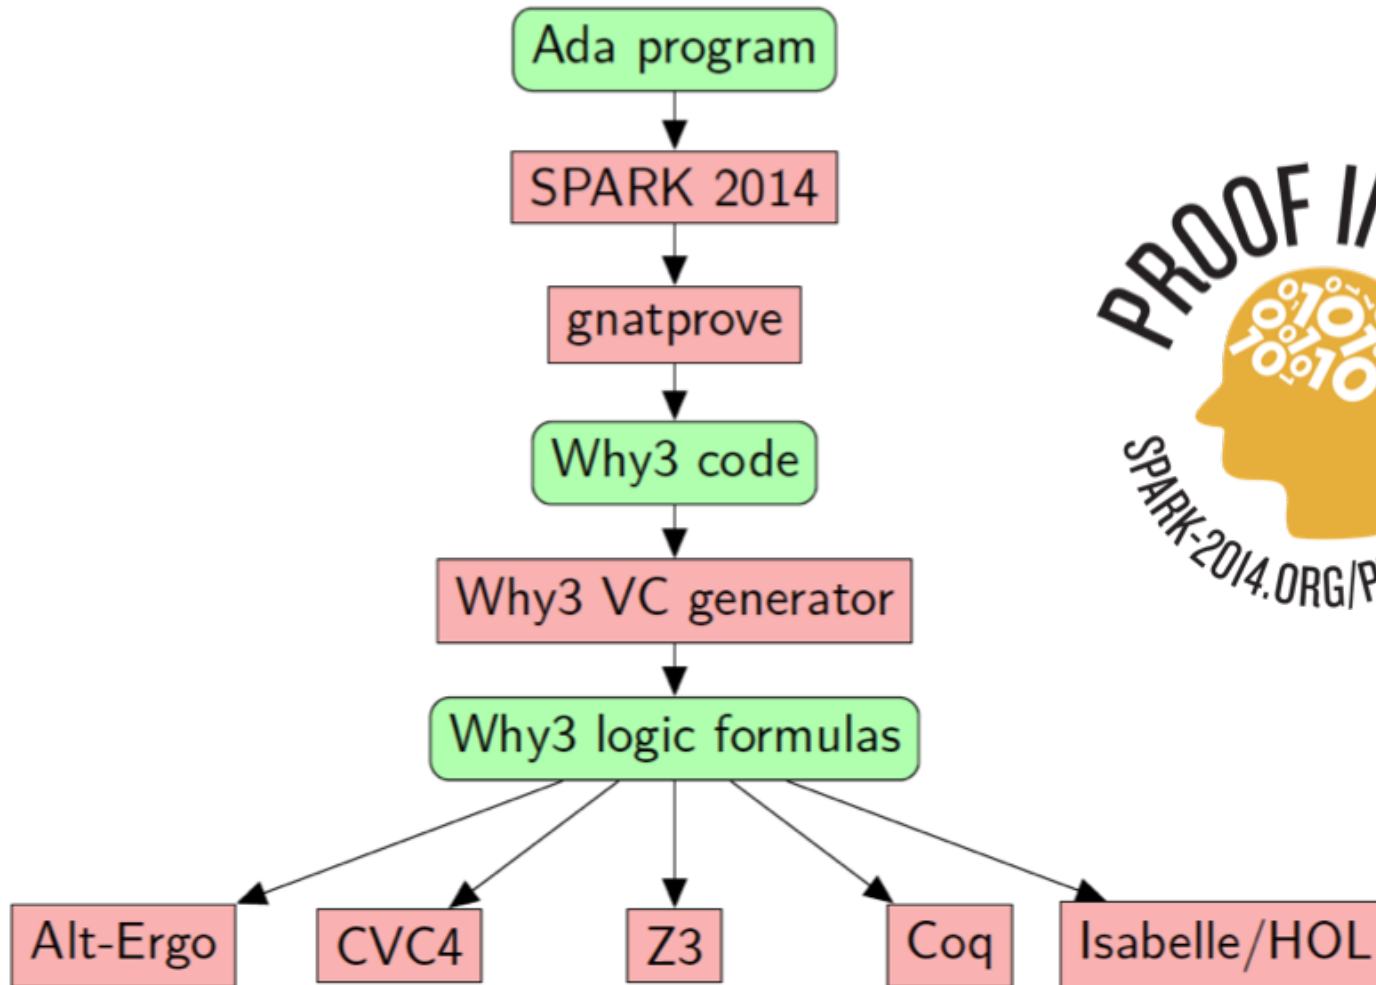 Ada program
SPARK 2014
gnatprove
Why3 code
Why3 VC generator
Why3 logic formulas
Alt-Ergo
CVC4
Z3
Coq
Isabelle/HOL
PROOF
SPARK-2014.ORG/P